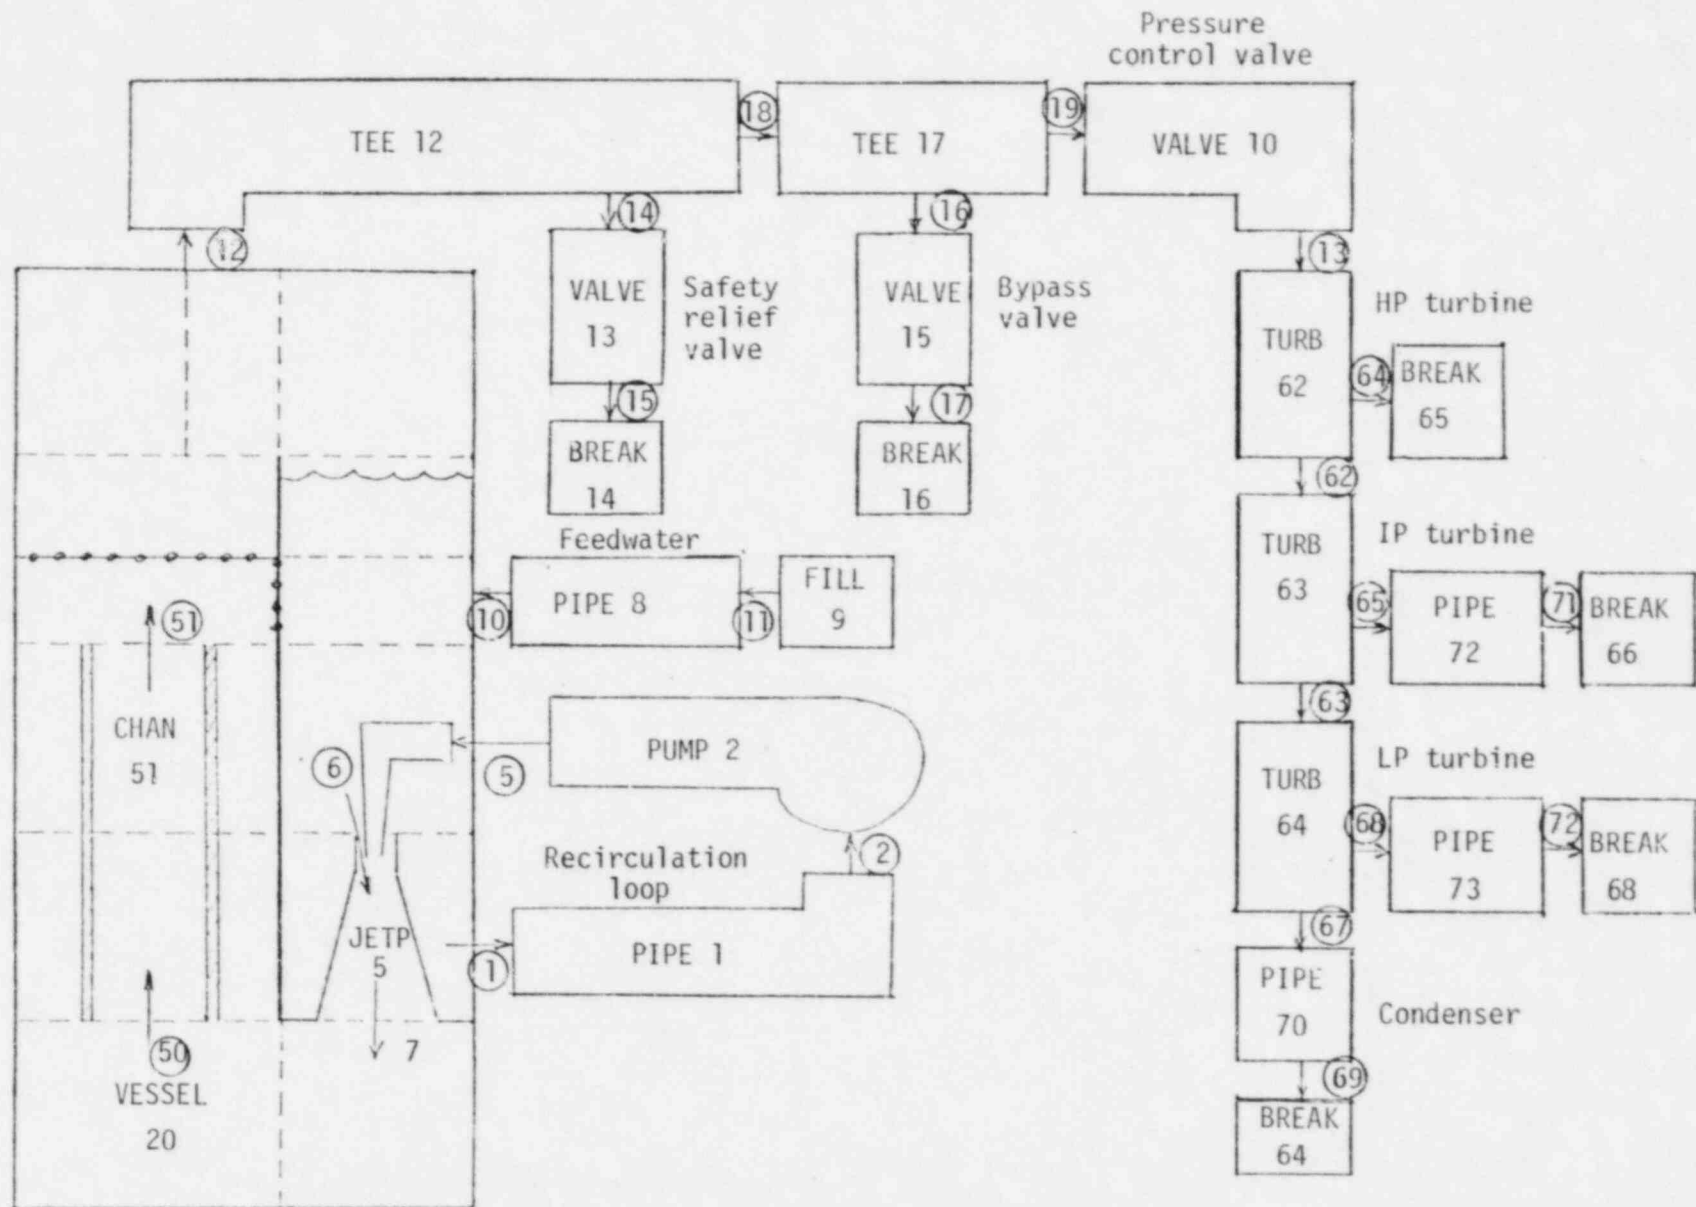 Pressure
control valve
18
19
TEE 12
TEE 17
VALVE 10
14
16
12
13
VALVE
13
Safety
relief
valve
VALVE
15
Bypass
valve
HP turbine
TURB
62
64
BREAK
65
15
17
BREAK
14
BREAK
16
62
Feedwater
TURB
63
IP turbine
PIPE 8
FILL
9
10
11
51
65
PIPE
72
71
BREAK
66
63
CHAN
51
6
5
PUMP 2
LP turbine
TURB
64
68
PIPE
73
72
BREAK
68
2
Recirculation
loop
67
JETP
5
1
PIPE 1
PIPE
70
Condenser
50
7
69
VESSEL
20
BREAK
64